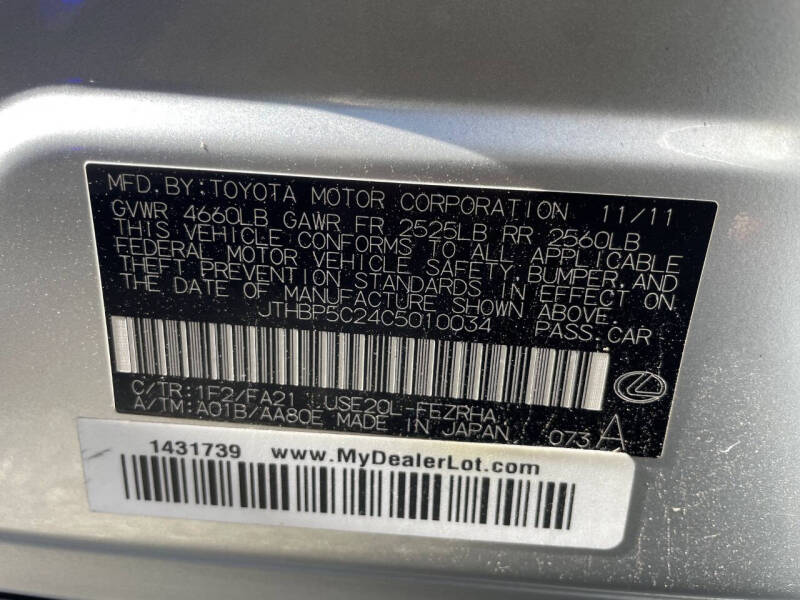 MFD.BY:TOYOTA MOTOR CORPORATION 11/11
GVWR 4660LB GAWR FR 2525LB RR 2560LB
THIS VEHICLE CONFORMS TO ALL APPLICABLE
FEDERAL MOTOR VEHICLE SAFETY, BUMPER, AND
THEFT PREVENTION STANDARDS IN EFFECT ON
THE DATE OF MANUFACTURE SHOWN ABOVE.
JTHBP5C24C5010034 PASS.CAR
C/TR:1F2/FA21 USE20L-FEZRHA
A/TM:A01B/AA80E MADE IN JAPAN 073 A
1431739 www.MyDealerLot.com